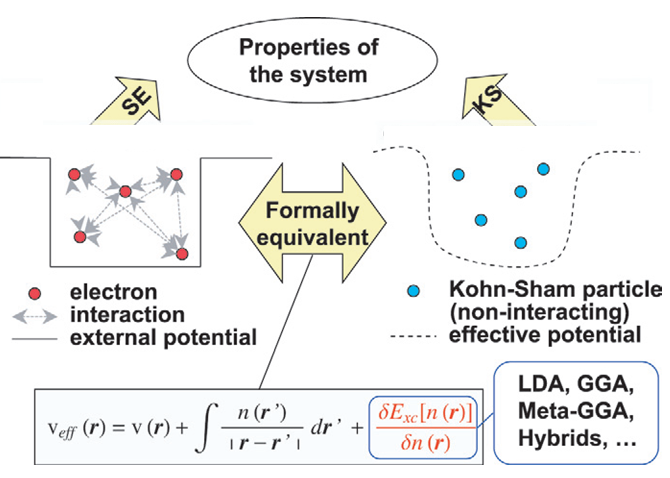 Properties of
the system
SE
KS
Formally
equivalent
electron
interaction
external potential
Kohn-Sham particle
(non-interacting)
effective potential
v_eff (r) = v (r) + ∫ n (r') / |r – r'| dr' + δE_xc[n (r)] / δn (r)
LDA, GGA,
Meta-GGA,
Hybrids, ...